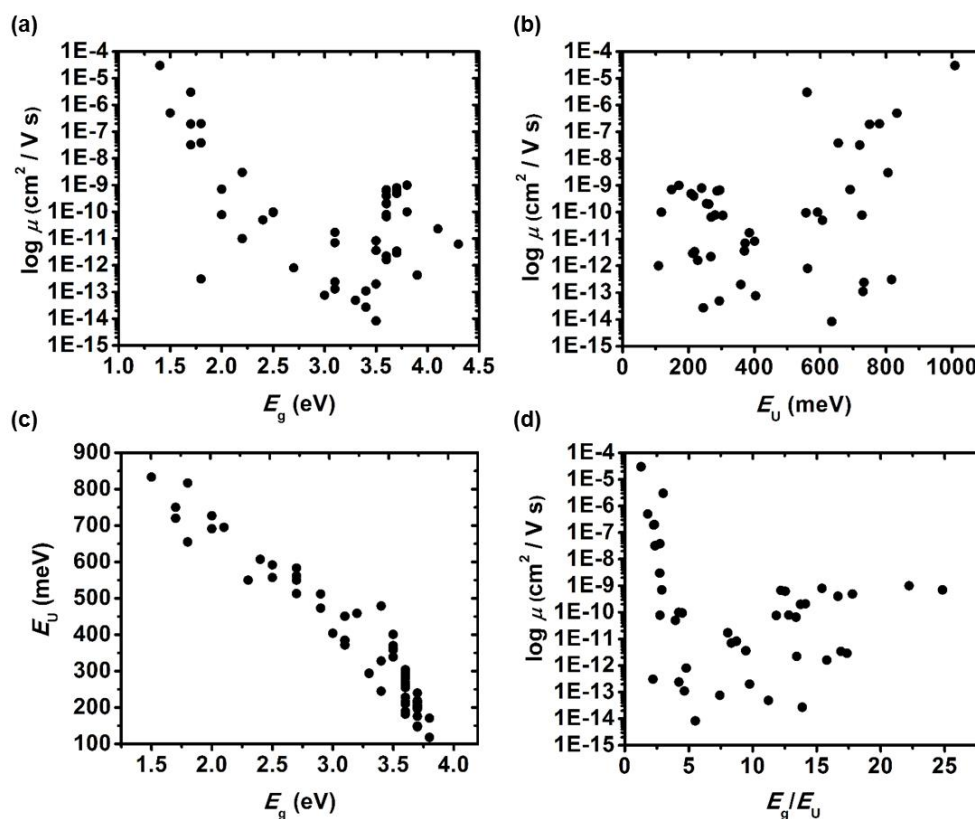 (a)
1E-4
1E-5
1E-6
1E-7
1E-8
1E-9
1E-10
1E-11
1E-12
1E-13
1E-14
1E-15
log μ (cm² / V s)
1.0 1.5 2.0 2.5 3.0 3.5 4.0 4.5
E_g (eV)
(b)
1E-4
1E-5
1E-6
1E-7
1E-8
1E-9
1E-10
1E-11
1E-12
1E-13
1E-14
1E-15
log μ (cm² / V s)
0 200 400 600 800 1000
E_U (meV)
(c)
900
800
700
600
500
400
300
200
100
E_U (meV)
1.5 2.0 2.5 3.0 3.5 4.0
E_g (eV)
(d)
1E-4
1E-5
1E-6
1E-7
1E-8
1E-9
1E-10
1E-11
1E-12
1E-13
1E-14
1E-15
log μ (cm² / V s)
0 5 10 15 20 25
E_g/E_U